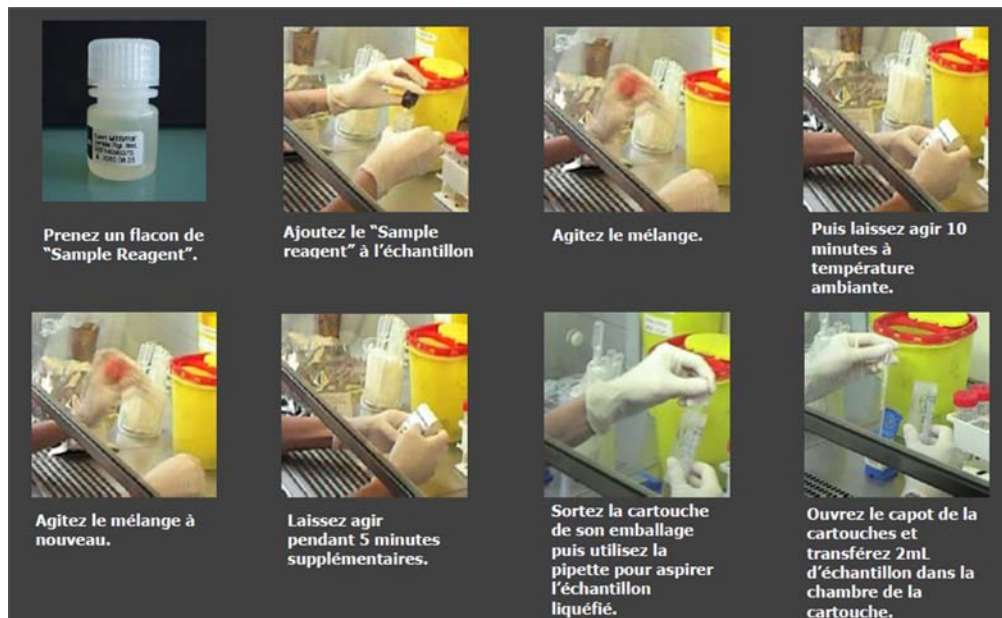 Prenez un flacon de
“Sample Reagent”.
Ajoutez le “Sample
reagent” à l’échantillon
Agitez le mélange.
Puis laissez agir 10
minutes à
température
ambiante.
Agitez le mélange à
nouveau.
Laissez agir
pendant 5 minutes
supplémentaires.
Sortez la cartouche
de son emballage
puis utilisez la
pipette pour aspirer
l’échantillon
liquéfié.
Ouvrez le capot de la
cartouches et
transférez 2mL
d’échantillon dans la
chambre de la
cartouche.